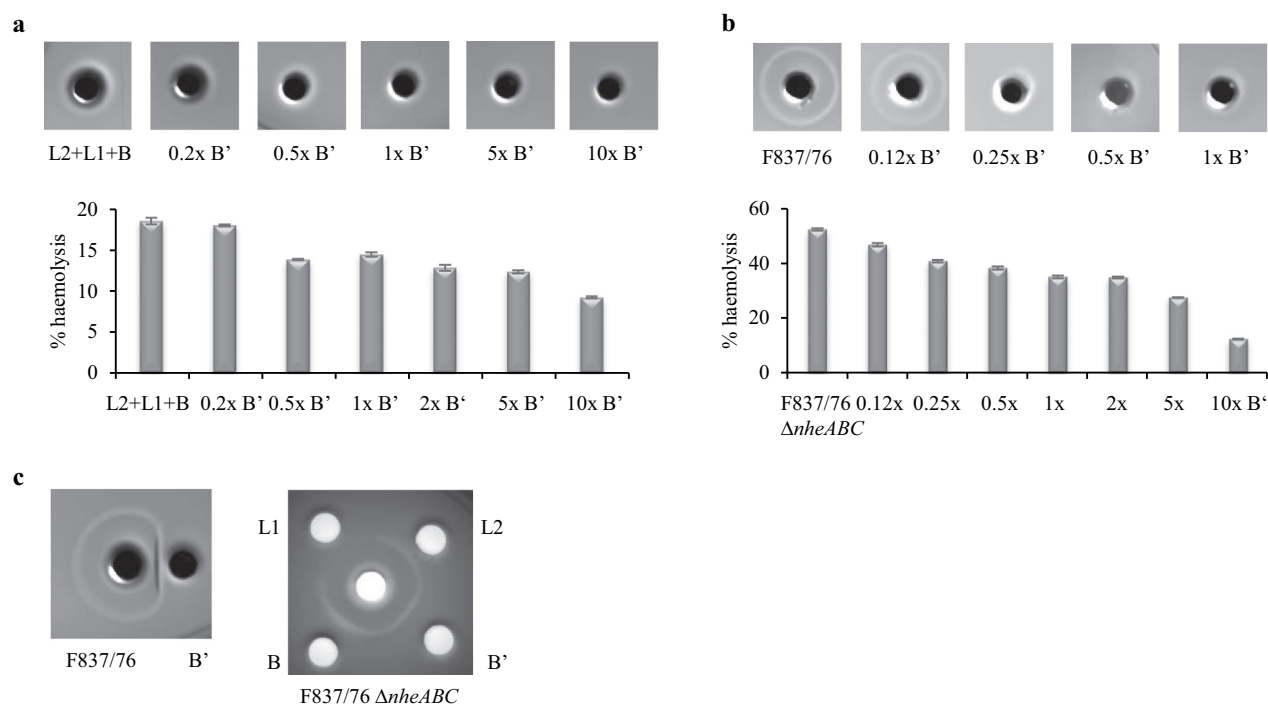 a
L2+L1+B 0.2x B’ 0.5x B’ 1x B’ 5x B’ 10x B’
% haemolysis
20
15
10
5
0
L2+L1+B 0.2x B’ 0.5x B’ 1x B’ 2x B‘ 5x B’ 10x B’
b
F837/76 0.12x B’ 0.25x B’ 0.5x B’ 1x B’
% haemolysis
60
40
20
0
F837/76 0.12x 0.25x 0.5x 1x 2x 5x 10x B‘
ΔnheABC
c
F837/76 B’
L1 L2
B B’
F837/76 ΔnheABC